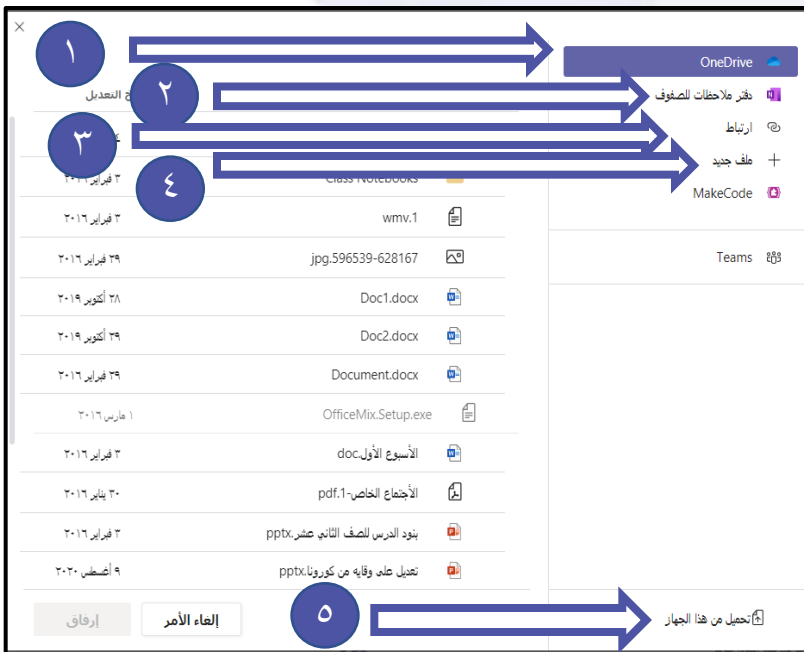 OneDrive
دفتر ملاحظات للصفوف
ارتباط
ملف جديد
MakeCode
Teams
تحميل من هذا الجهاز
١
٢
٣
٤
٥
التعديل
Class Notebooks
٣ فبراير ٢٠١٦
wmv.1
٣ فبراير ٢٠١٦
jpg.596539-628167
٢٩ فبراير ٢٠١٦
Doc1.docx
٢٨ أكتوبر ٢٠١٩
Doc2.docx
٢٩ أكتوبر ٢٠١٩
Document.docx
٢٩ فبراير ٢٠١٦
OfficeMix.Setup.exe
١ مارس ٢٠١٦
الأسبوع الأول.doc
٣ فبراير ٢٠١٦
الأجتماع الخاص-1.pdf
٣٠ يناير ٢٠١٦
بنود الدرس للصف الثاني عشر.pptx
٣ فبراير ٢٠١٦
تعديل على وقايه من كورونا.pptx
٩ أغسطس ٢٠٢٠
إلغاء الأمر
إرفاق